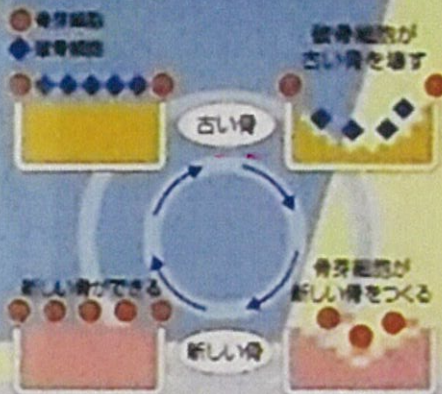 骨芽細胞
破骨細胞
破骨細胞が
古い骨を壊す
古い骨
骨芽細胞が
新しい骨をつくる
新しい骨ができる
新しい骨